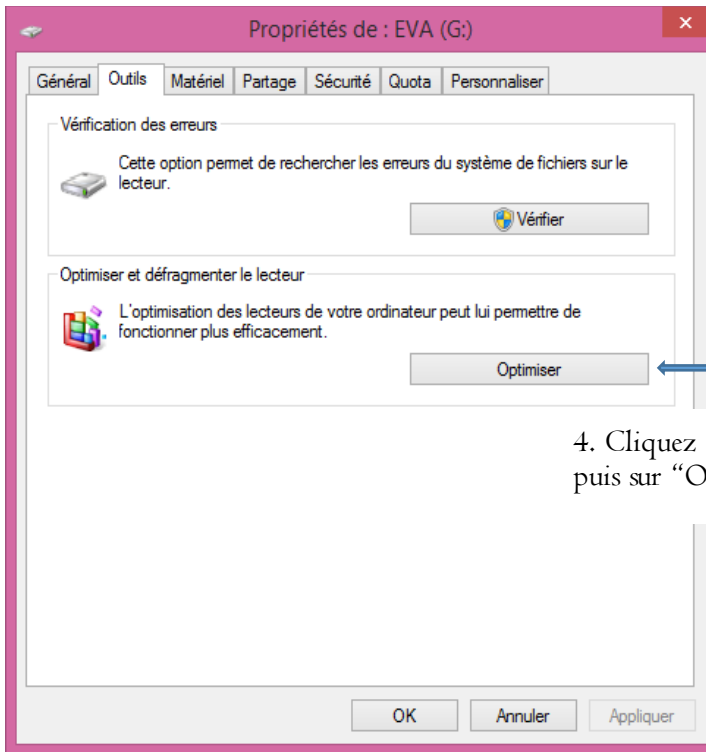 Propriétés de : EVA (G:)
Général Outils Matériel Partage Sécurité Quota Personnaliser
Vérification des erreurs
Cette option permet de rechercher les erreurs du système de fichiers sur le
lecteur.
Vérifier
Optimiser et défragmenter le lecteur
L'optimisation des lecteurs de votre ordinateur peut lui permettre de
fonctionner plus efficacement.
Optimiser
4. Cliquez
puis sur “O
OK Annuler Appliquer